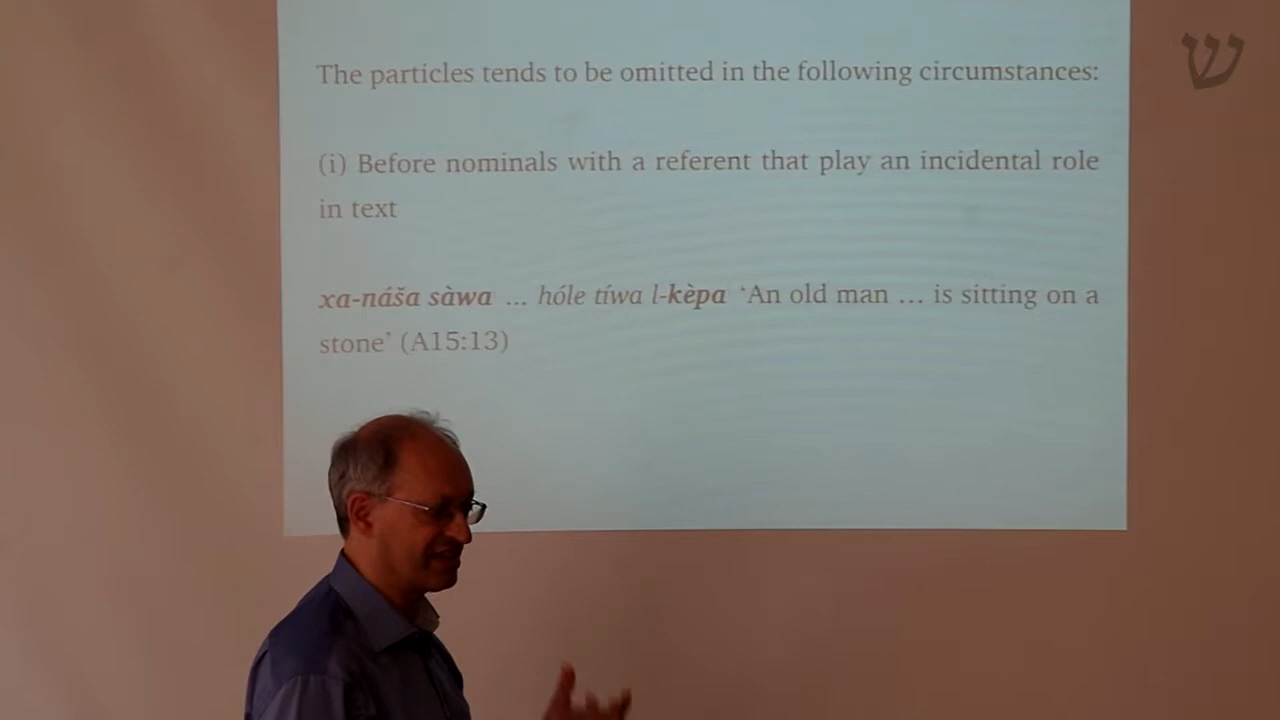 ש
The particles tends to be omitted in the following circumstances:
(i) Before nominals with a referent that play an incidental role
in text
xa-náša sàwa ... hóle tíwa l-kèpa ‘An old man ... is sitting on a
stone’ (A15:13)